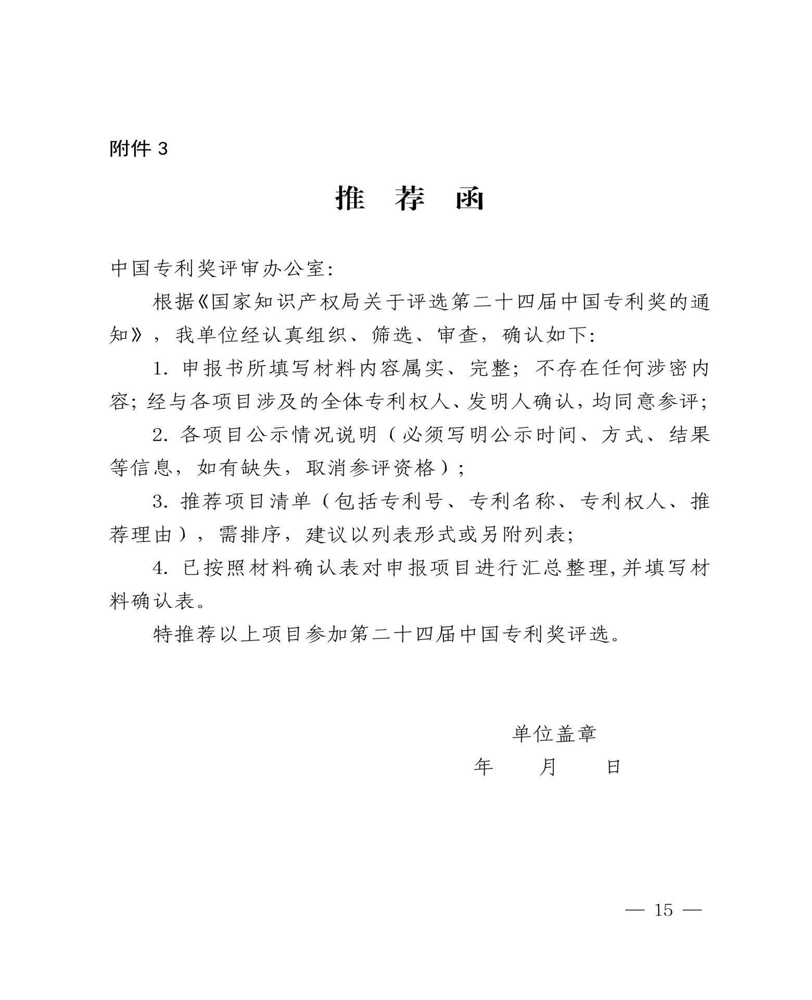 附件 3
推 荐 函
中国专利奖评审办公室：
根据《国家知识产权局关于评选第二十四届中国专利奖的通
知》，我单位经认真组织、筛选、审查，确认如下：
1. 申报书所填写材料内容属实、完整；不存在任何涉密内
容；经与各项目涉及的全体专利权人、发明人确认，均同意参评；
2. 各项目公示情况说明（必须写明公示时间、方式、结果
等信息，如有缺失，取消参评资格）；
3. 推荐项目清单（包括专利号、专利名称、专利权人、推
荐理由），需排序，建议以列表形式或另附列表；
4. 已按照材料确认表对申报项目进行汇总整理，并填写材
料确认表。
特推荐以上项目参加第二十四届中国专利奖评选。
单位盖章
年 月 日
— 15 —